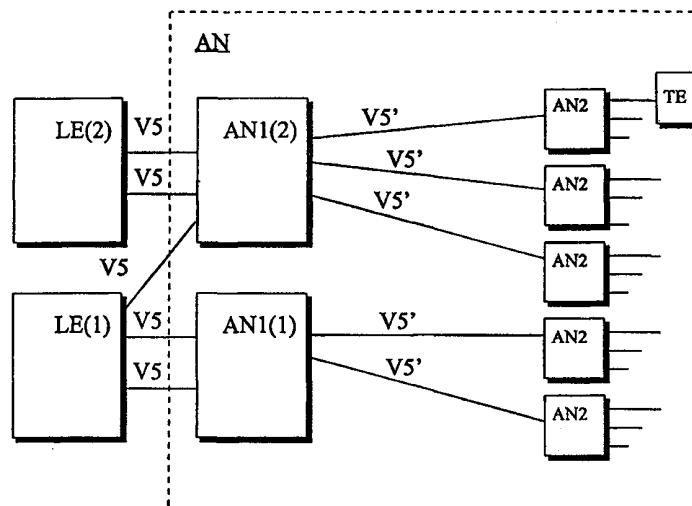 AN
LE(2)
V5
V5
AN1(2)
V5'
V5'
V5'
AN2
TE
AN2
AN2
V5
LE(1)
V5
V5
AN1(1)
V5'
V5'
AN2
AN2